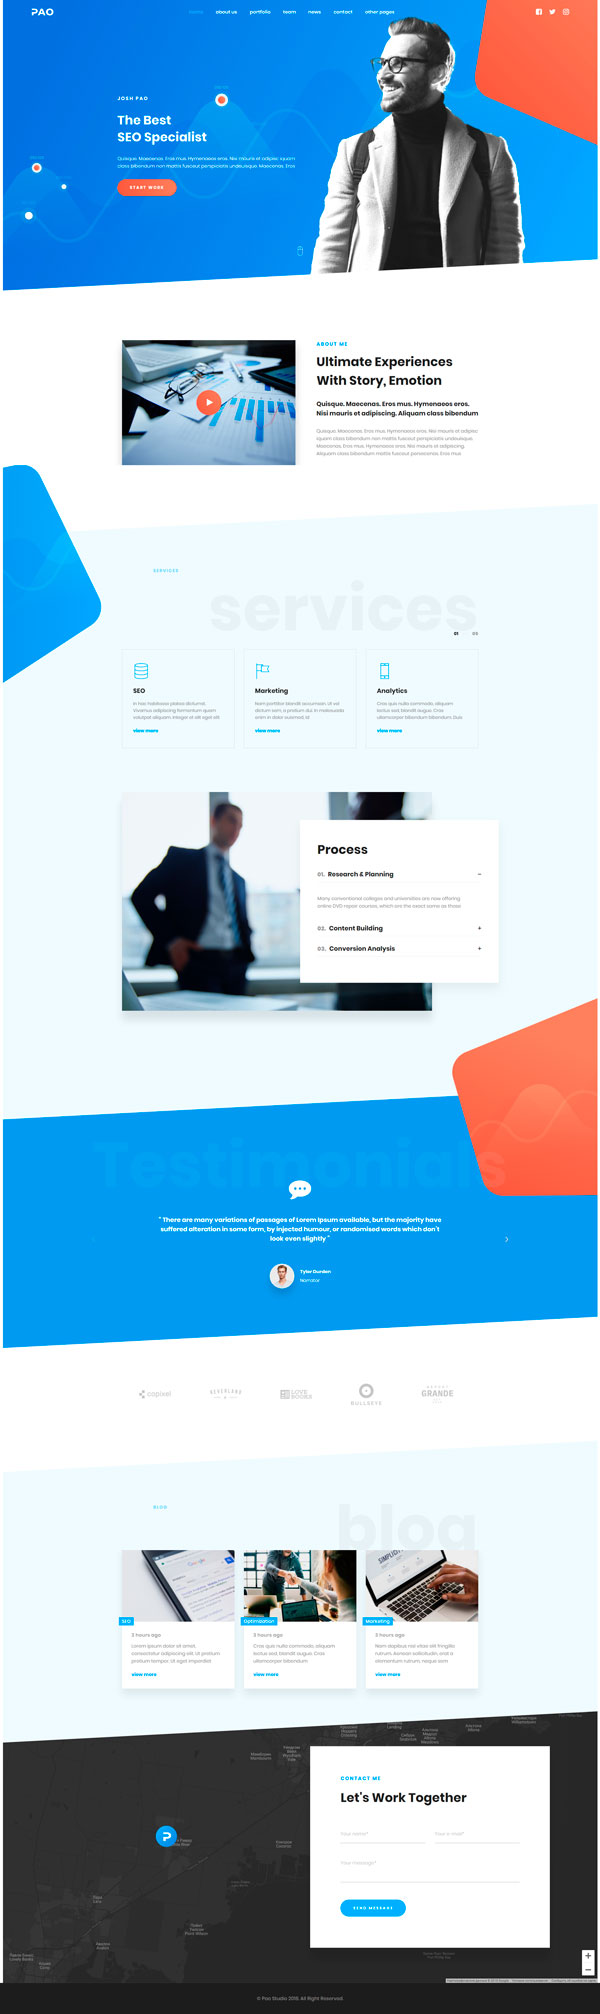 PAO
home about us portfolio team news contact other pages
JOSH PAO
The Best
SEO Specialist
Quisque. Maecenas. Eros mus. Hymenaeos eros. Nisi mauris et adipisc quam
class bibendum non mattis fusceut perspiciatis undeusique. Maecenas. Eros
START WORK
ABOUT ME
Ultimate Experiences
With Story, Emotion
Quisque. Maecenas. Eros mus. Hymenaeos eros.
Nisi mauris et adipiscing. Aliquam class bibendum
Quisque. Maecenas. Eros mus. Hymenaeos eros. Nisi mauris et adipisc
quam class bibendum non mattis fusceut perspiciatis undeusique.
Maecenas. Eros mus. Hymenaeos eros. Nisi mauris et adipiscing.
Aliquam class bibendum mattis fusceut parsecenas. Eros mus
SERVICES
services
01 05
SEO
In hac habitasse platea dictumst.
Vivamus adipiscing fermentum quam
volutpat aliquam. Integer et elit eget elit
view more
Marketing
Nam porttitor blandit accumsan. Ut vel
dictum sem, a pretium dui. In malesuada
enim in dolor euismod, id
view more
Analytics
Cras quis nulla commodo, aliquam
lectus sed, blandit augue. Cras
ullamcorper bibendum bibendum. Duis
view more
Process
01. Research & Planning −
Many conventional colleges and universities are now offering
online DVD repair courses, which are the exact same as those
02. Content Building +
03. Conversion Analysis +
Testimonials
" There are many variations of passages of Lorem Ipsum available, but the majority have
suffered alteration in some form, by injected humour, or randomised words which don't
look even slightly "
Tyler Durden
Narrator
copixel
NEVERLAND
LOVE
BOOKS
BULLSEYE
GRANDE
BLOG
blog
SEO
3 hours ago
Lorem ipsum dolor sit amet,
consectetur adipiscing elit. Ut pretium
pretium tempor. Ut eget imperdiet
view more
Optimization
3 hours ago
Cras quis nulla commodo, aliquam
lectus sed, blandit augue. Cras
ullamcorper bibendum
view more
Marketing
3 hours ago
Nam dapibus nisl vitae elit fringilla
rutrum. Aenean sollicitudin, erat a
elementum rutrum, neque sem
view more
CONTACT ME
Let's Work Together
Your name* Your e-mail*
Your message*
SEND MESSAGE
© Pao Studio 2018. All Right Reserved.